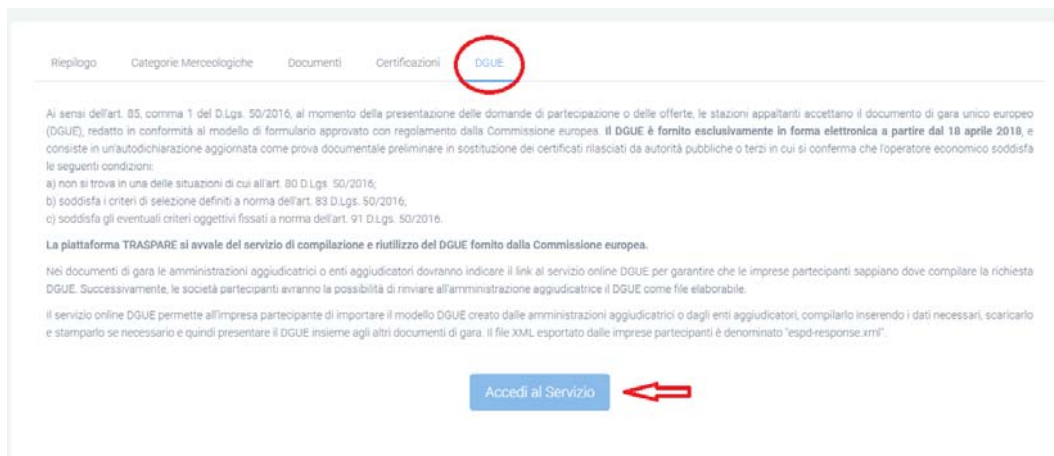 Riepilogo Categorie Merceologiche Documenti Certificazioni DGUE
Ai sensi dell'art. 85, comma 1 del D.Lgs. 50/2016, al momento della presentazione delle domande di partecipazione o delle offerte, le stazioni appaltanti accettano il documento di gara unico europeo
(DGUE), redatto in conformità al modello di formulario approvato con regolamento dalla Commissione europea. Il DGUE è fornito esclusivamente in forma elettronica a partire dal 18 aprile 2018, e
consiste in un'autodichiarazione aggiornata come prova documentale preliminare in sostituzione dei certificati rilasciati da autorità pubbliche o terzi in cui si conferma che l'operatore economico soddisfa
le seguenti condizioni:
a) non si trova in una delle situazioni di cui all'art. 80 D.Lgs. 50/2016;
b) soddisfa i criteri di selezione definiti a norma dell'art. 83 D.Lgs. 50/2016;
c) soddisfa gli eventuali criteri oggettivi fissati a norma dell'art. 91 D.Lgs. 50/2016.
La piattaforma TRASPARE si avvale del servizio di compilazione e riutilizzo del DGUE fornito dalla Commissione europea.
Nei documenti di gara le amministrazioni aggiudicatrici o enti aggiudicatori dovranno indicare il link al servizio online DGUE per garantire che le imprese partecipanti sappiano dove compilare la richiesta
DGUE. Successivamente, le società partecipanti avranno la possibilità di rinviare all'amministrazione aggiudicatrice il DGUE come file elaborabile.
Il servizio online DGUE permette all'impresa partecipante di importare il modello DGUE creato dalle amministrazioni aggiudicatrici o dagli enti aggiudicatori, compilarlo inserendo i dati necessari, scaricarlo
e stamparlo se necessario e quindi presentare il DGUE insieme agli altri documenti di gara. Il file XML esportato dalle imprese partecipanti è denominato "espd-response.xml".
Accedi al Servizio